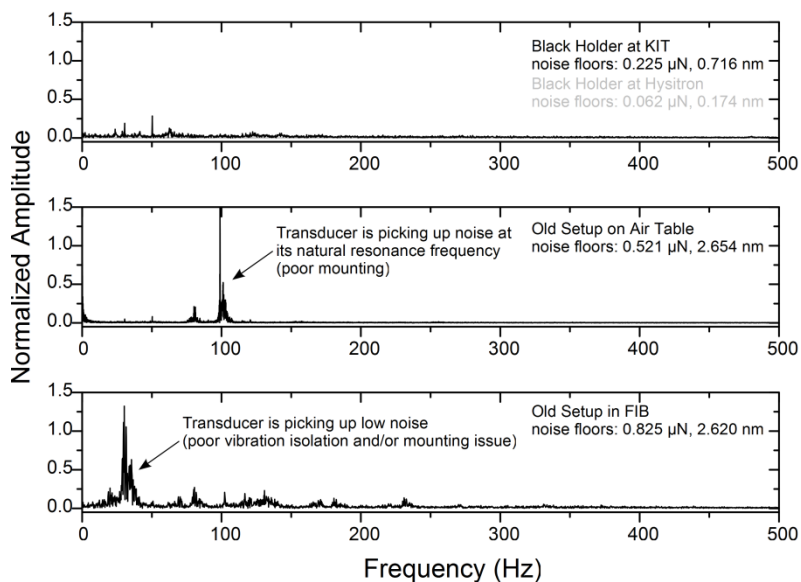 Normalized Amplitude
1.5
1.0
0.5
0.0
0 100 200 300 400 500
Black Holder at KIT
noise floors: 0.225 µN, 0.716 nm
Black Holder at Hysitron
noise floors: 0.062 µN, 0.174 nm
1.5
1.0
0.5
0.0
0 100 200 300 400 500
Transducer is picking up noise at
its natural resonance frequency
(poor mounting)
Old Setup on Air Table
noise floors: 0.521 µN, 2.654 nm
1.5
1.0
0.5
0.0
0 100 200 300 400 500
Transducer is picking up low noise
(poor vibration isolation and/or mounting issue)
Old Setup in FIB
noise floors: 0.825 µN, 2.620 nm
Frequency (Hz)